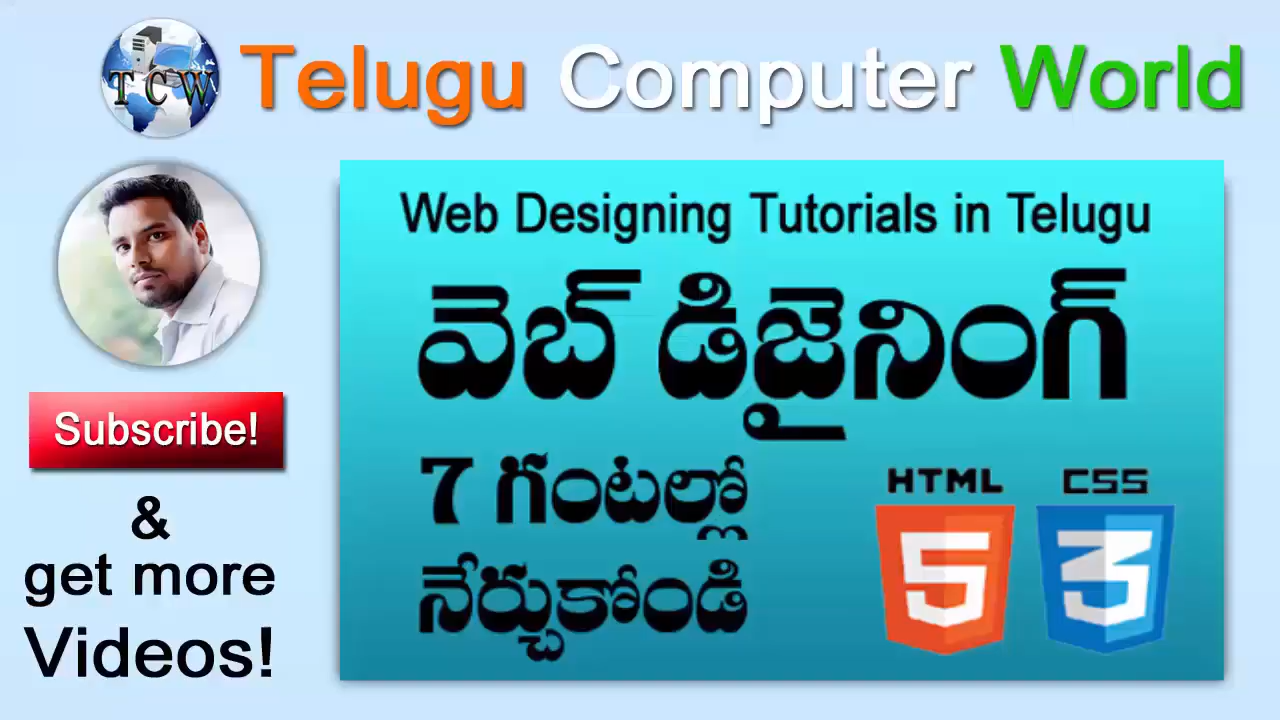 TCW
Telugu Computer World
Web Designing Tutorials in Telugu
వెబ్ డిజైనింగ్
7 గంటల్లో
నేర్చుకోండి
HTML CSS
5 3
Subscribe!
&
get more
Videos!